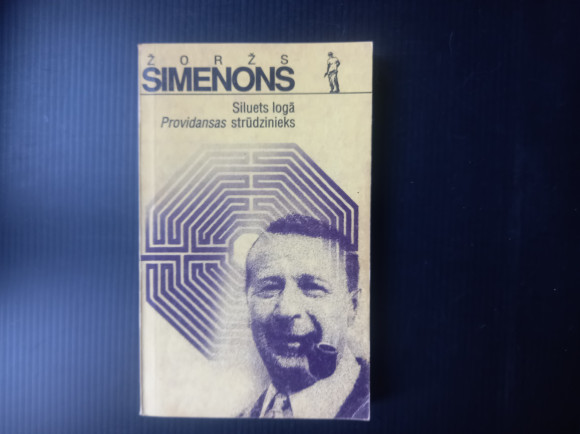 ŽORŽS
SIMENONS
Siluets logā
Providansas strūdzinieks